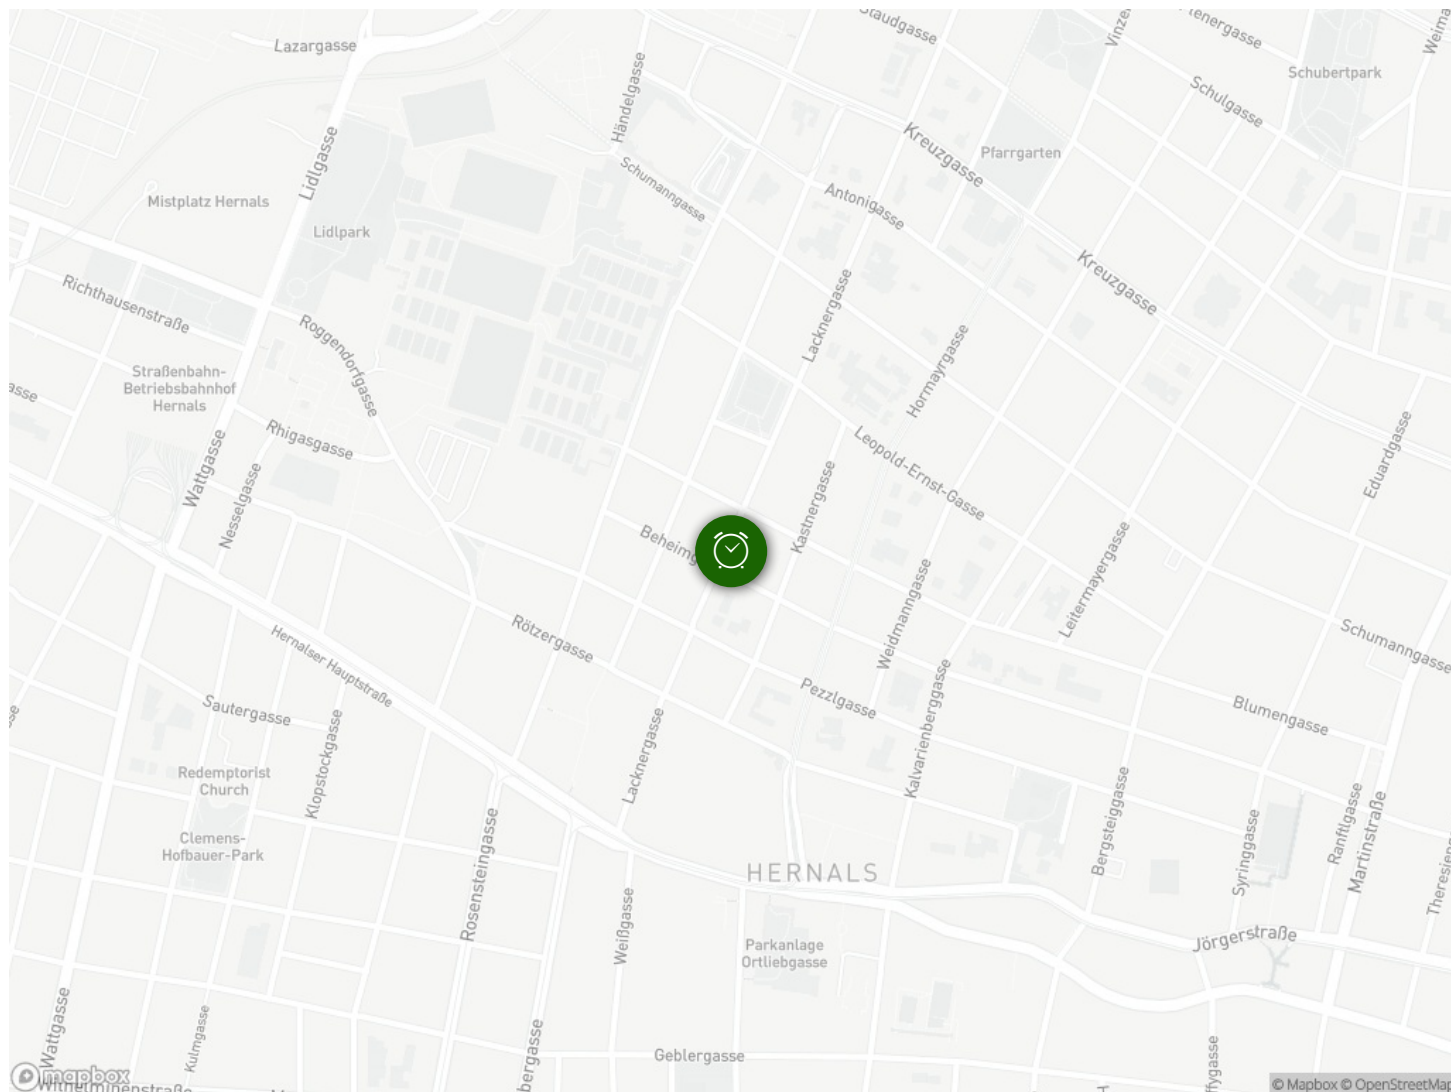 Staudgasse
Lazargasse
Händelgasse
Schulgasse
Schubertpark
Lidlgasse
Kreuzgasse
Pfarrgarten
Schumanngasse
Mistplatz Hernals
Antonigasse
Lidlpark
Kreuzgasse
Richthausenstraße
Lacknergasse
Roggendorfgasse
Hormayrgasse
Straßenbahn-
Betriebsbahnhof
Hernals
Rhigasgasse
Eduardgasse
Leopold-Ernst-Gasse
Wattgasse
Nesselgasse
Kastnergasse
Beheimg
Leitermayergasse
Weidmanngasse
Rötzergasse
Schumanngasse
Hernalser Hauptstraße
Pezzlgasse
Sautergasse
Kalvarienberggasse
Blumengasse
Klopstockgasse
Lacknergasse
Redemptorist
Church
Bergsteiggasse
Clemens-
Hofbauer-Park
Rosensteingasse
Syringgasse
Ranftlgasse
Martinstraße
HERNALS
Weißgasse
Jörgerstraße
Parkanlage
Ortliebgasse
Wattgasse
Kulmgasse
Geblergasse
mapbox
© Mapbox © OpenStreetMap